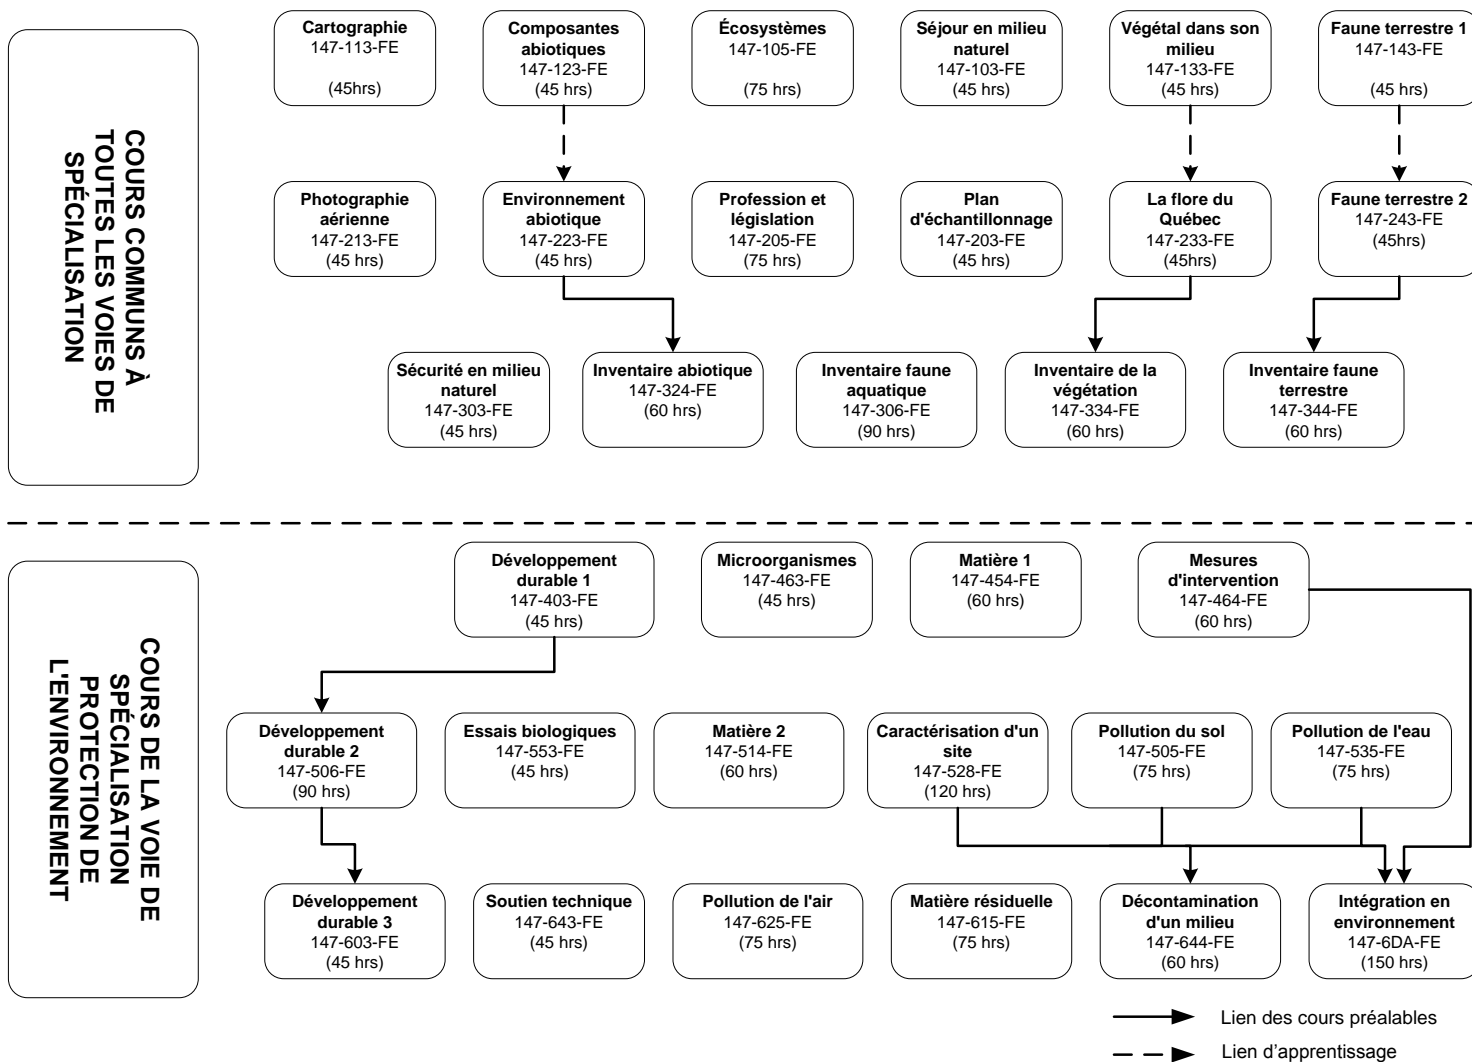 COURS COMMUNS À
TOUTES LES VOIES DE
SPÉCIALISATION
Cartographie
147-113-FE
(45hrs)
Composantes
abiotiques
147-123-FE
(45 hrs)
Écosystèmes
147-105-FE
(75 hrs)
Séjour en milieu
naturel
147-103-FE
(45 hrs)
Végétal dans son
milieu
147-133-FE
(45 hrs)
Faune terrestre 1
147-143-FE
(45 hrs)
Photographie
aérienne
147-213-FE
(45 hrs)
Environnement
abiotique
147-223-FE
(45 hrs)
Profession et
législation
147-205-FE
(75 hrs)
Plan
d'échantillonnage
147-203-FE
(45 hrs)
La flore du
Québec
147-233-FE
(45hrs)
Faune terrestre 2
147-243-FE
(45hrs)
Sécurité en milieu
naturel
147-303-FE
(45 hrs)
Inventaire abiotique
147-324-FE
(60 hrs)
Inventaire faune
aquatique
147-306-FE
(90 hrs)
Inventaire de la
végétation
147-334-FE
(60 hrs)
Inventaire faune
terrestre
147-344-FE
(60 hrs)
COURS DE LA VOIE DE
SPÉCIALISATION
PROTECTION DE
L'ENVIRONNEMENT
Développement
durable 1
147-403-FE
(45 hrs)
Microorganismes
147-463-FE
(45 hrs)
Matière 1
147-454-FE
(60 hrs)
Mesures
d'intervention
147-464-FE
(60 hrs)
Développement
durable 2
147-506-FE
(90 hrs)
Essais biologiques
147-553-FE
(45 hrs)
Matière 2
147-514-FE
(60 hrs)
Caractérisation d'un
site
147-528-FE
(120 hrs)
Pollution du sol
147-505-FE
(75 hrs)
Pollution de l'eau
147-535-FE
(75 hrs)
Développement
durable 3
147-603-FE
(45 hrs)
Soutien technique
147-643-FE
(45 hrs)
Pollution de l'air
147-625-FE
(75 hrs)
Matière résiduelle
147-615-FE
(75 hrs)
Décontamination
d'un milieu
147-644-FE
(60 hrs)
Intégration en
environnement
147-6DA-FE
(150 hrs)
Lien des cours préalables
Lien d'apprentissage